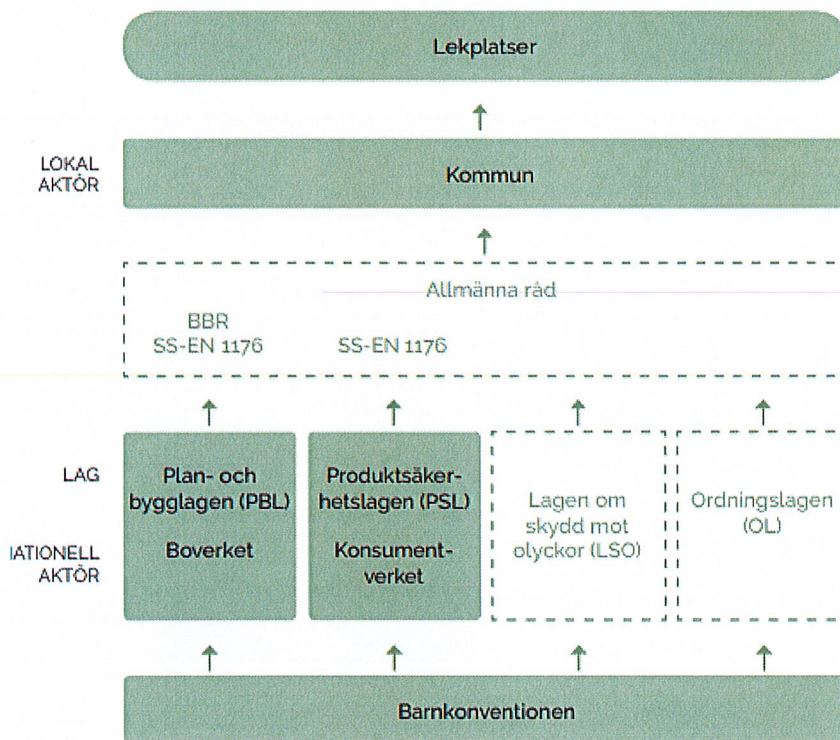 Lekplatser
LOKAL
AKTÖR
Kommun
Allmänna råd
BBR
SS-EN 1176
SS-EN 1176
LAG
Plan- och
bygglagen (PBL)
Boverket
Produktsäker-
hetslagen (PSL)
Konsument-
verket
Lagen om
skydd mot
olyckor (LSO)
Ordningslagen
(OL)
IATIONELL
AKTÖR
Barnkonventionen